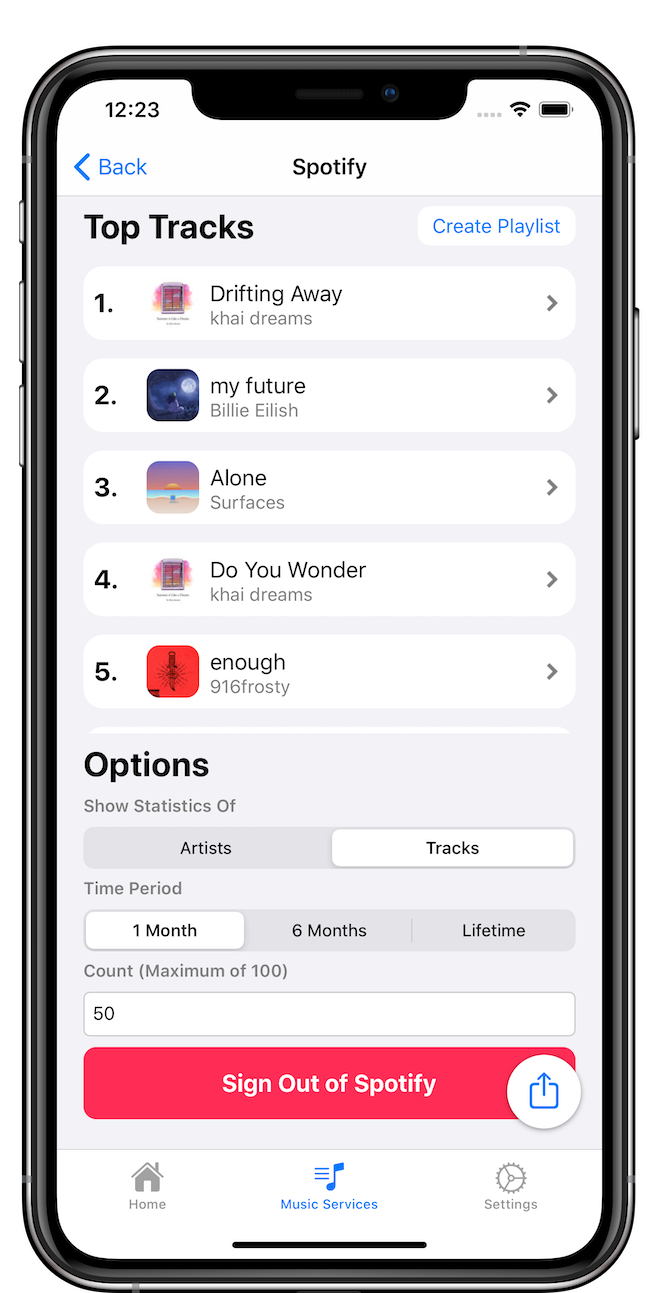 12:23
Back
Spotify
Top Tracks
Create Playlist
1.
Drifting Away
khai dreams
2.
my future
Billie Eilish
3.
Alone
Surfaces
4.
Do You Wonder
khai dreams
5.
enough
916frosty
Options
Show Statistics Of
Artists
Tracks
Time Period
1 Month
6 Months
Lifetime
Count (Maximum of 100)
50
Sign Out of Spotify
Home
Music Services
Settings